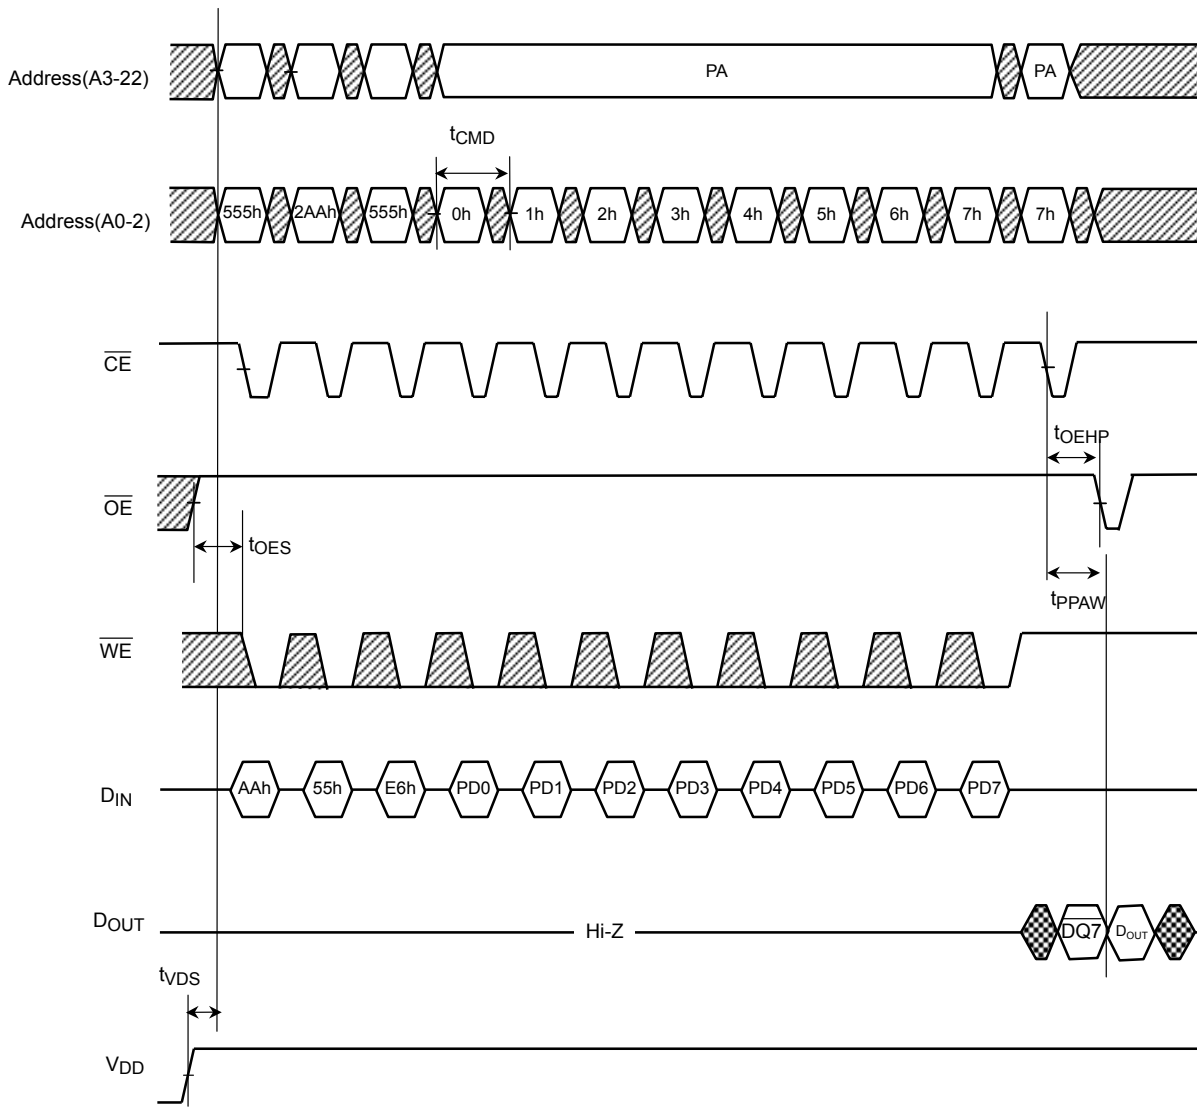 Address(A3-22) PA PA
tCMD
Address(A0-2) 555h 2AAh 555h 0h 1h 2h 3h 4h 5h 6h 7h 7h
CE
tOEHP
OE
tOES
tPPAW
WE
DIN AAh 55h E6h PD0 PD1 PD2 PD3 PD4 PD5 PD6 PD7
DOUT Hi-Z DQ7 DOUT
tVDS
VDD